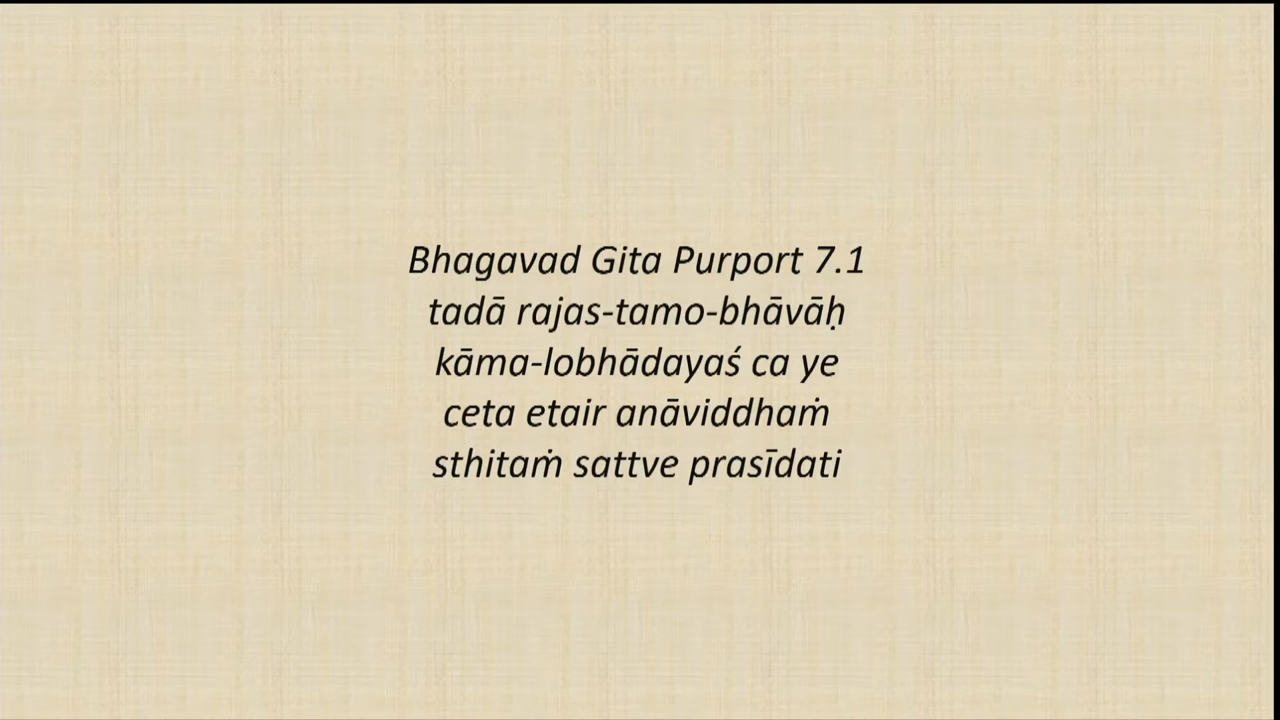 Bhagavad Gita Purport 7.1
tadā rajas-tamo-bhāvāḥ
kāma-lobhādayaś ca ye
ceta etair anāviddhaṁ
sthitaṁ sattve prasīdati